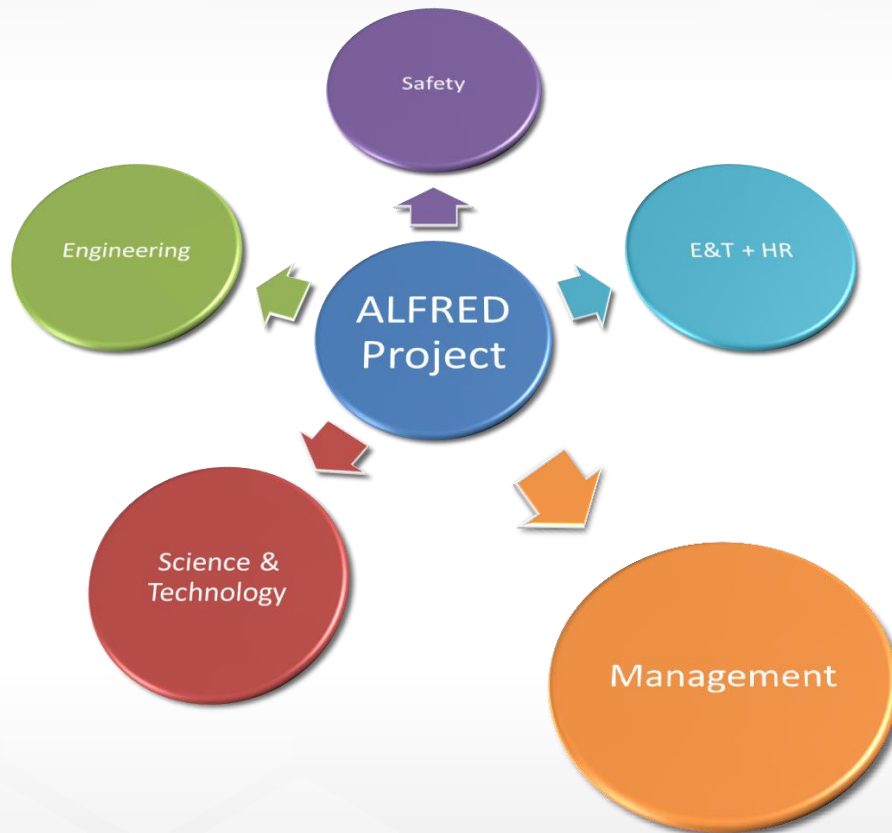 Safety
Engineering
E&T + HR
ALFRED
Project
Science &
Technology
Management